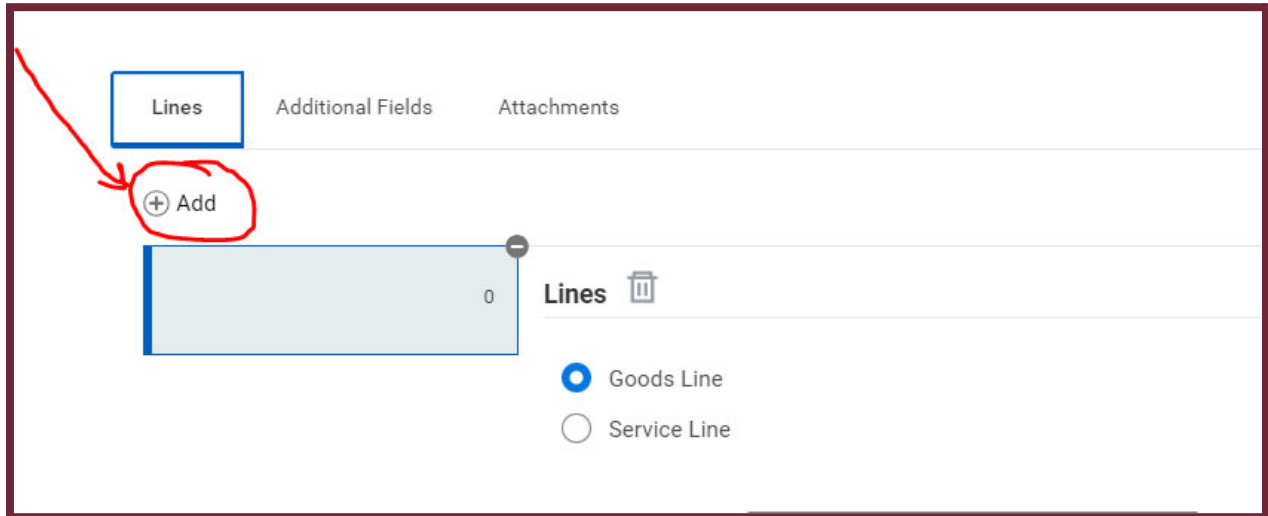 Lines Additional Fields Attachments
Add
0
Lines
Goods Line
Service Line